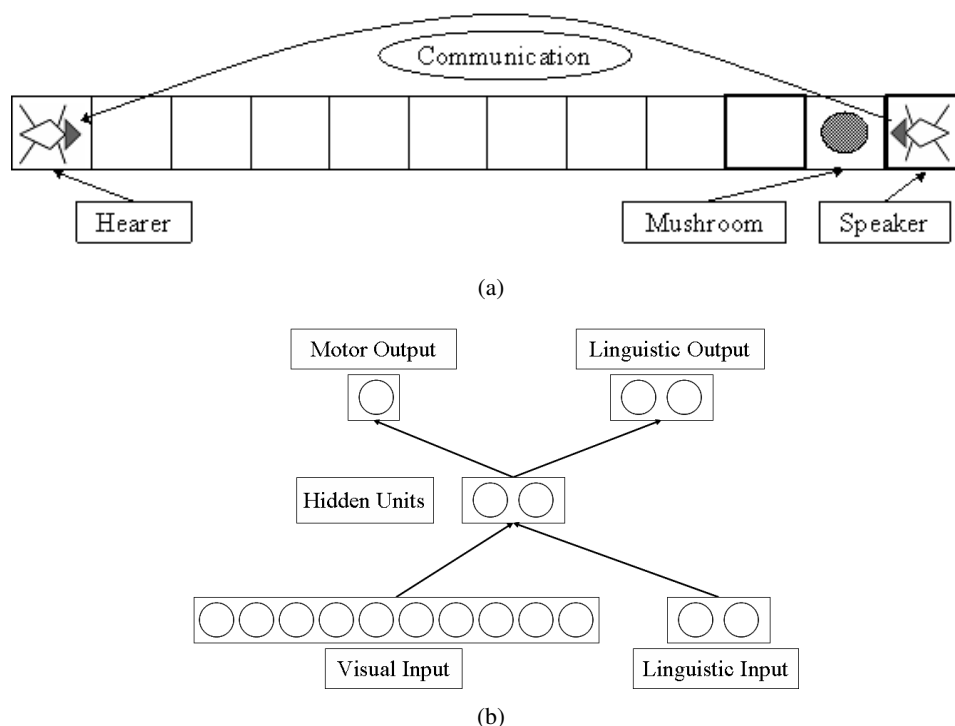 Communication
Hearer
Mushroom
Speaker
(a)
Motor Output
Linguistic Output
Hidden Units
Visual Input
Linguistic Input
(b)